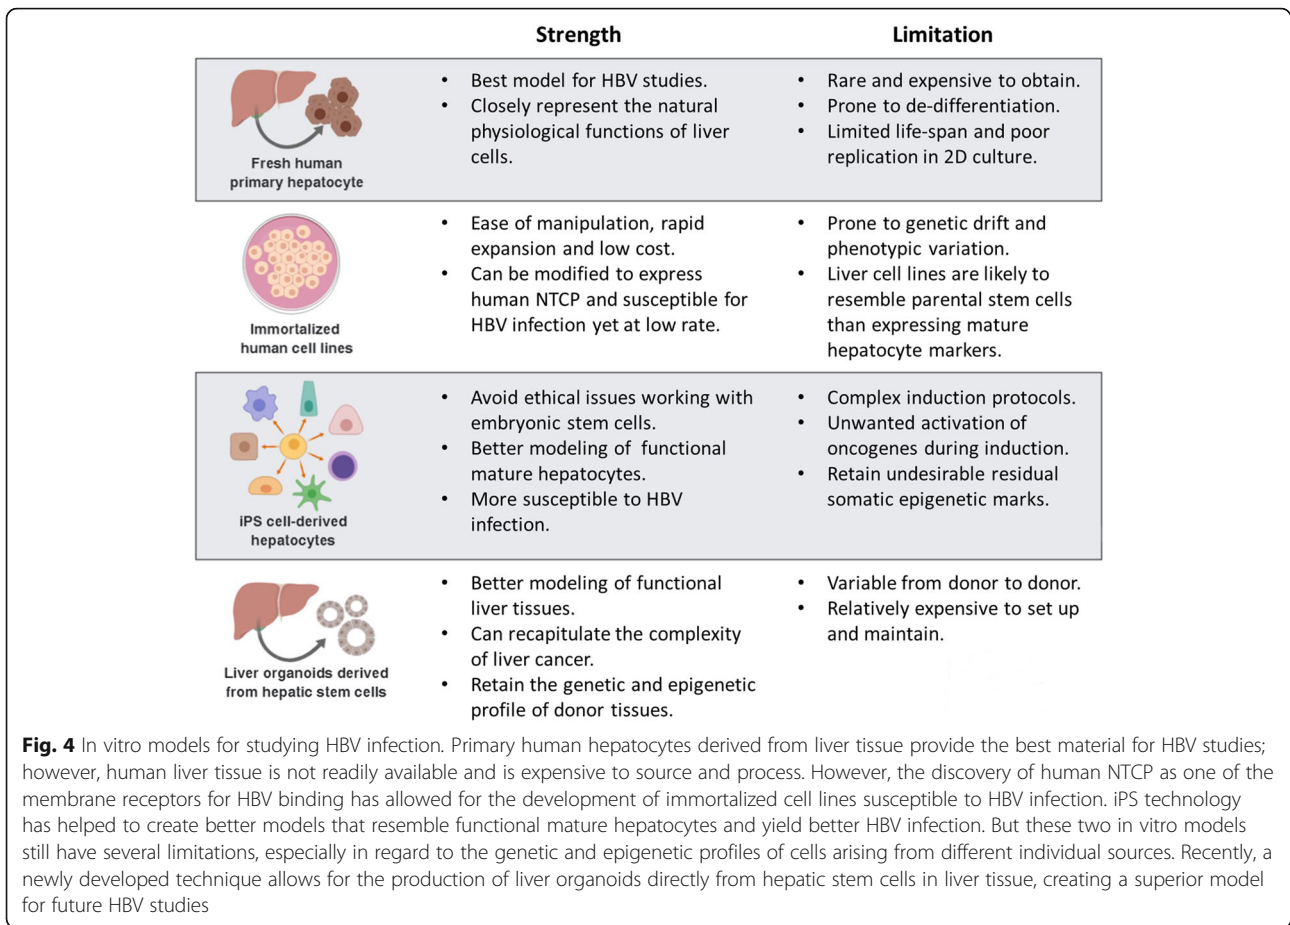 Strength
Limitation
Fresh human
primary hepatocyte
• Best model for HBV studies.
• Closely represent the natural
physiological functions of liver
cells.
• Rare and expensive to obtain.
• Prone to de-differentiation.
• Limited life-span and poor
replication in 2D culture.
Immortalized
human cell lines
• Ease of manipulation, rapid
expansion and low cost.
• Can be modified to express
human NTCP and susceptible for
HBV infection yet at low rate.
• Prone to genetic drift and
phenotypic variation.
• Liver cell lines are likely to
resemble parental stem cells
than expressing mature
hepatocyte markers.
iPS cell-derived
hepatocytes
• Avoid ethical issues working with
embryonic stem cells.
• Better modeling of functional
mature hepatocytes.
• More susceptible to HBV
infection.
• Complex induction protocols.
• Unwanted activation of
oncogenes during induction.
• Retain undesirable residual
somatic epigenetic marks.
Liver organoids derived
from hepatic stem cells
• Better modeling of functional
liver tissues.
• Can recapitulate the complexity
of liver cancer.
• Retain the genetic and epigenetic
profile of donor tissues.
• Variable from donor to donor.
• Relatively expensive to set up
and maintain.
Fig. 4 In vitro models for studying HBV infection. Primary human hepatocytes derived from liver tissue provide the best material for HBV studies;
however, human liver tissue is not readily available and is expensive to source and process. However, the discovery of human NTCP as one of the
membrane receptors for HBV binding has allowed for the development of immortalized cell lines susceptible to HBV infection. iPS technology
has helped to create better models that resemble functional mature hepatocytes and yield better HBV infection. But these two in vitro models
still have several limitations, especially in regard to the genetic and epigenetic profiles of cells arising from different individual sources. Recently, a
newly developed technique allows for the production of liver organoids directly from hepatic stem cells in liver tissue, creating a superior model
for future HBV studies